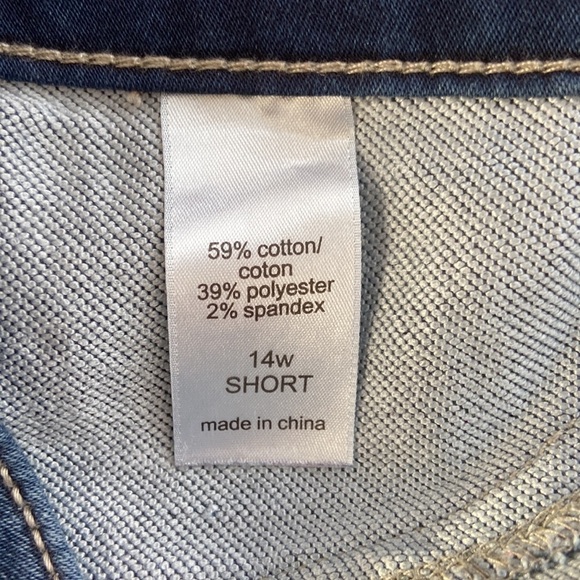 59% cotton/
coton
39% polyester
2% spandex
14w
SHORT
made in china